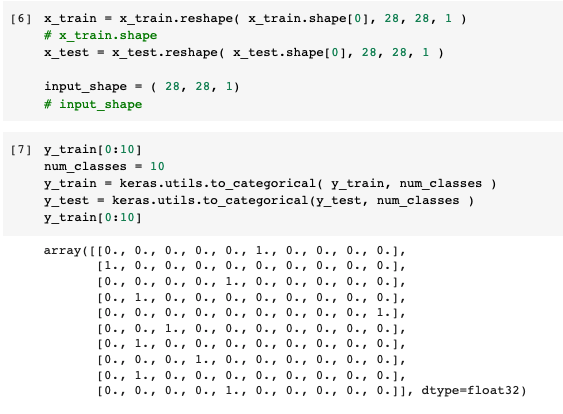 [6] x_train = x_train.reshape( x_train.shape[0], 28, 28, 1 )
# x_train.shape
x_test = x_test.reshape( x_test.shape[0], 28, 28, 1 )
input_shape = ( 28, 28, 1)
# input_shape
[7] y_train[0:10]
num_classes = 10
y_train = keras.utils.to_categorical( y_train, num_classes )
y_test = keras.utils.to_categorical(y_test, num_classes )
y_train[0:10]
array([[0., 0., 0., 0., 0., 1., 0., 0., 0., 0.],
[1., 0., 0., 0., 0., 0., 0., 0., 0., 0.],
[0., 0., 0., 0., 1., 0., 0., 0., 0., 0.],
[0., 1., 0., 0., 0., 0., 0., 0., 0., 0.],
[0., 0., 0., 0., 0., 0., 0., 0., 0., 1.],
[0., 0., 1., 0., 0., 0., 0., 0., 0., 0.],
[0., 1., 0., 0., 0., 0., 0., 0., 0., 0.],
[0., 0., 0., 1., 0., 0., 0., 0., 0., 0.],
[0., 1., 0., 0., 0., 0., 0., 0., 0., 0.],
[0., 0., 0., 0., 1., 0., 0., 0., 0., 0.]], dtype=float32)